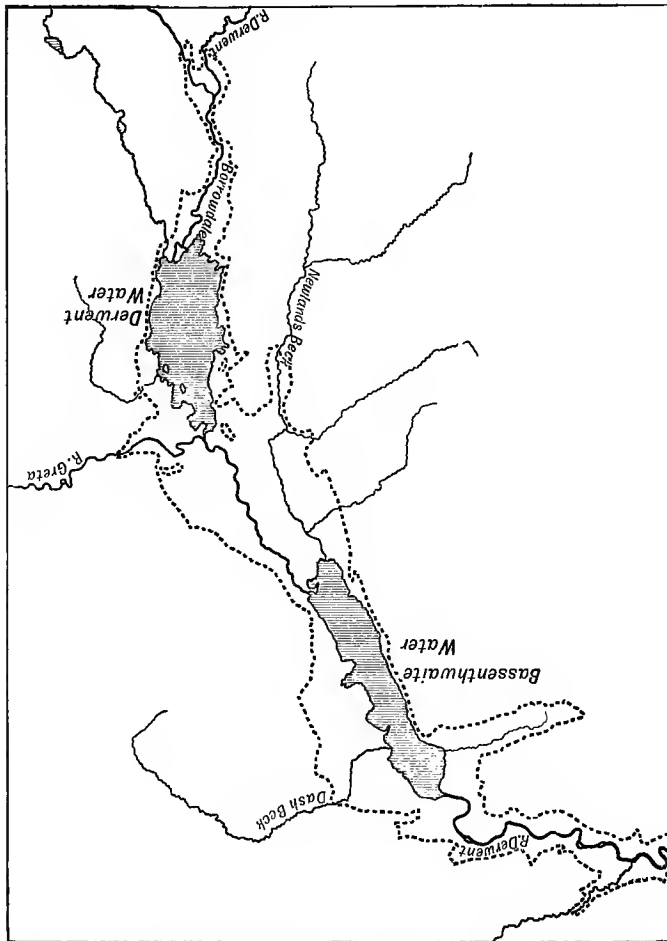 R. Derwent
Borrowdale
Derwent
Water
Newlands Beck
R. Greta
Bassenthwaite
Water
Dash Beck
R. Derwent